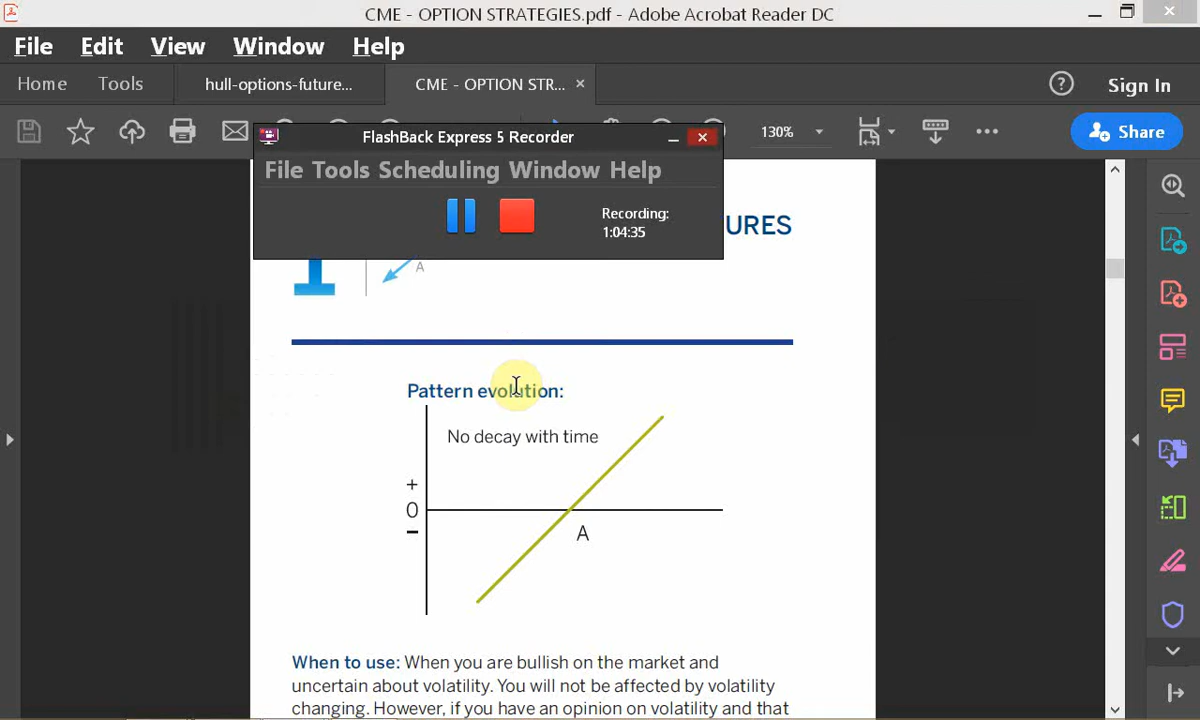 CME - OPTION STRATEGIES.pdf - Adobe Acrobat Reader DC
File Edit View Window Help
Home Tools hull-options-future... CME - OPTION STR... ×
130% Share
? Sign In
FlashBack Express 5 Recorder
File Tools Scheduling Window Help
Recording:
1:04:35
URES
1
A
Pattern evolution:
No decay with time
+
0
–
A
When to use: When you are bullish on the market and
uncertain about volatility. You will not be affected by volatility
changing. However, if you have an opinion on volatility and that